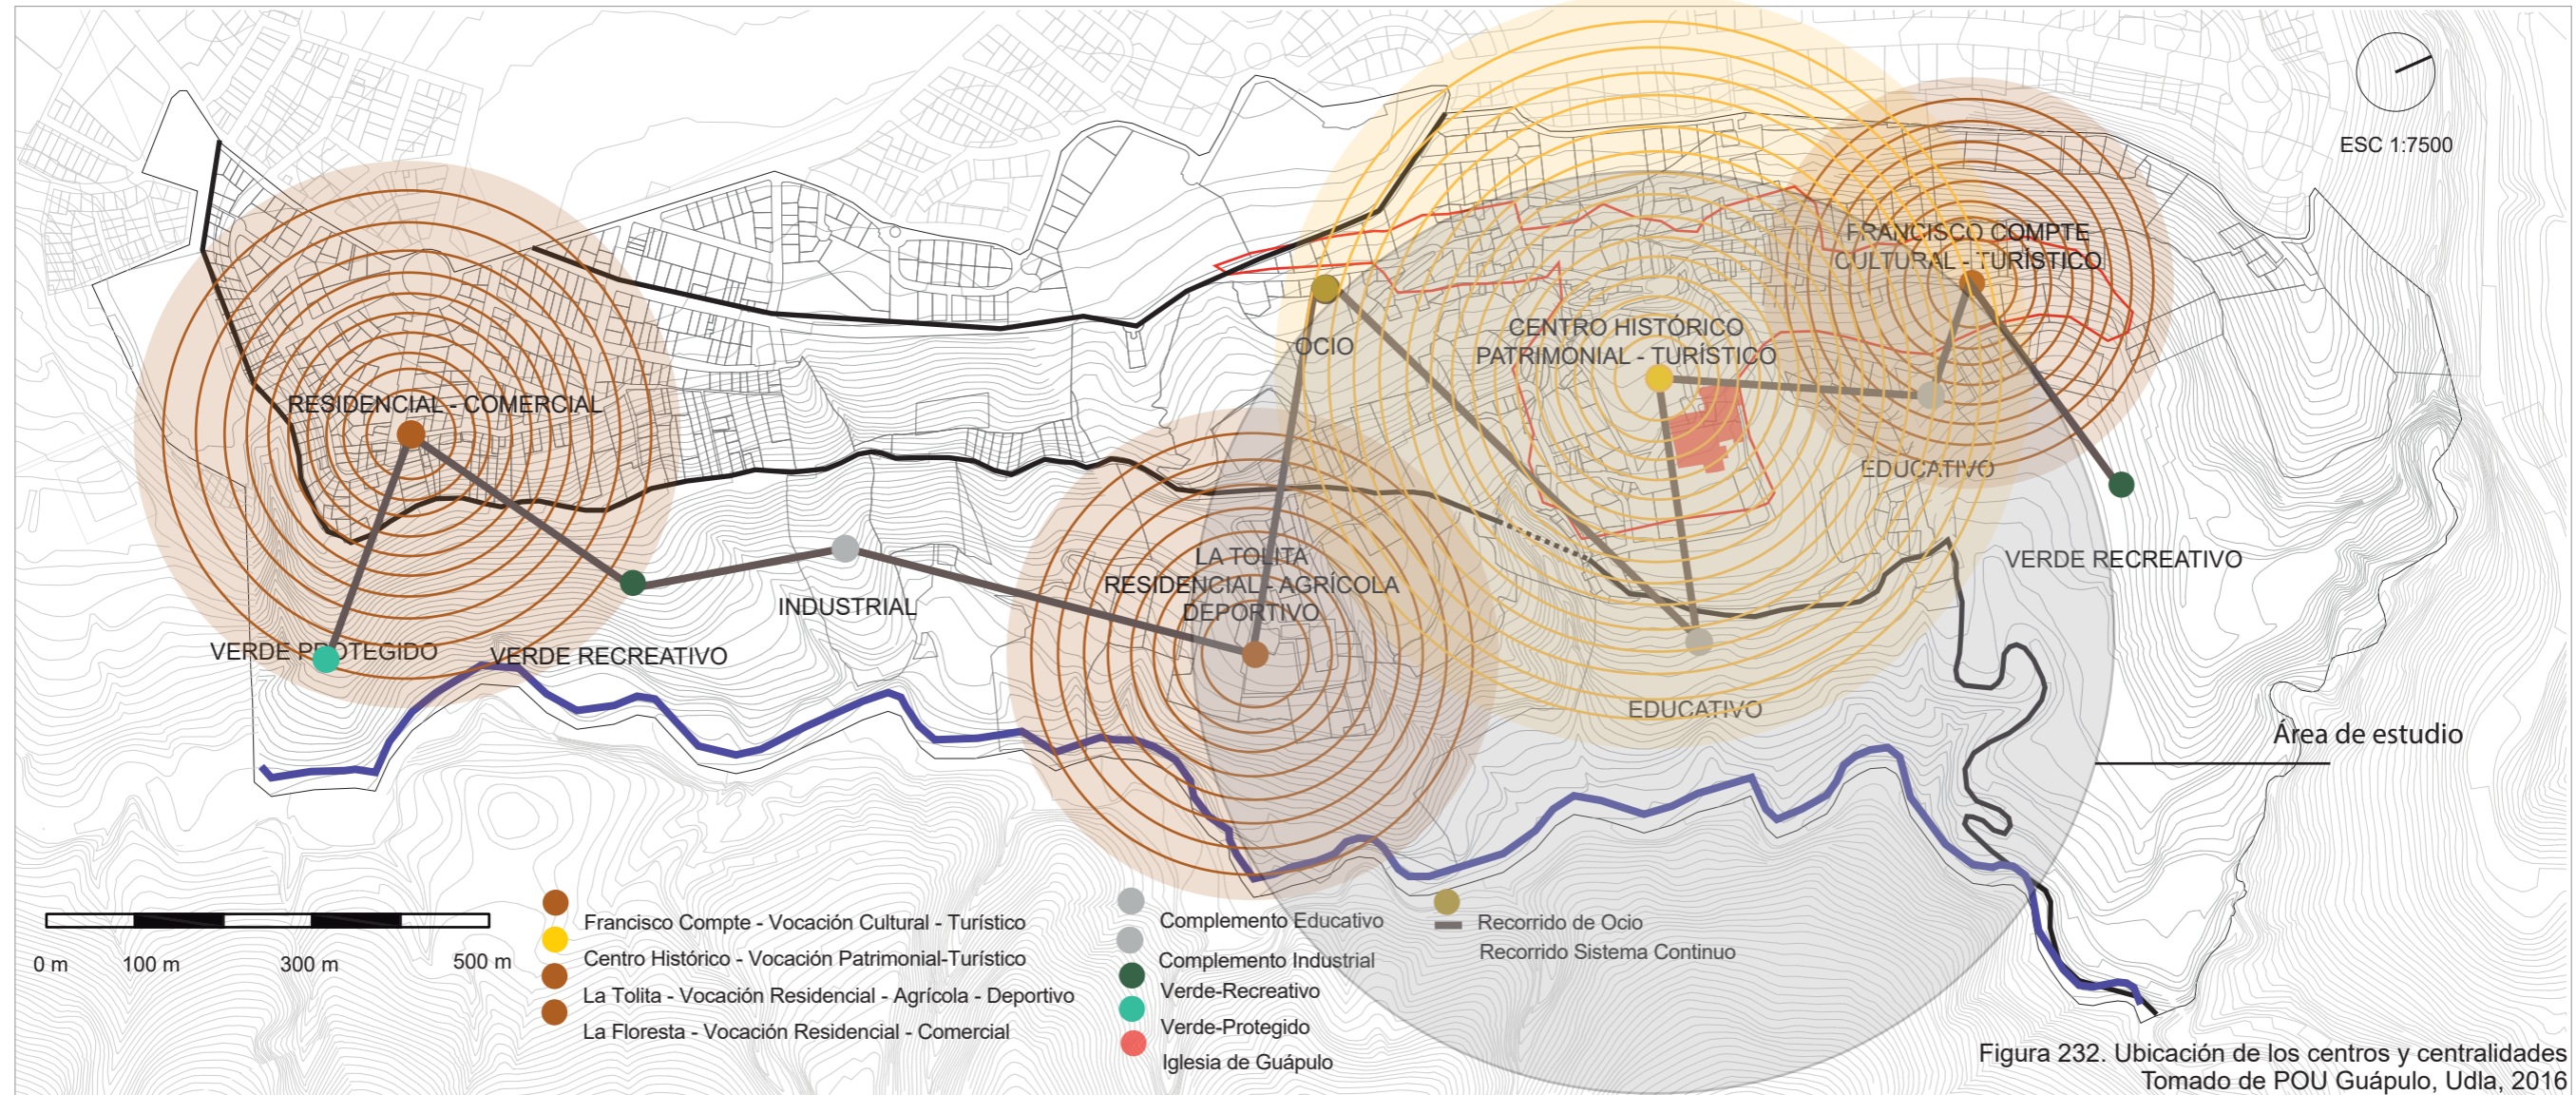 ESC 1:7500
FRANCISCO COMPTE
CULTURAL - TURÍSTICO
OCIO
CENTRO HISTÓRICO
PATRIMONIAL - TURÍSTICO
RESIDENCIAL - COMERCIAL
EDUCATIVO
VERDE RECREATIVO
LA TOLITA
RESIDENCIAL - AGRÍCOLA
DEPORTIVO
INDUSTRIAL
VERDE PROTEGIDO
VERDE RECREATIVO
EDUCATIVO
Área de estudio
0 m
100 m
300 m
500 m
Francisco Compte - Vocación Cultural - Turístico
Centro Histórico - Vocación Patrimonial-Turístico
La Tolita - Vocación Residencial - Agrícola - Deportivo
La Floresta - Vocación Residencial - Comercial
Complemento Educativo
Complemento Industrial
Verde-Recreativo
Verde-Protegido
Iglesia de Guápulo
Recorrido de Ocio
Recorrido Sistema Continuo
Figura 232. Ubicación de los centros y centralidades
Tomado de POU Guápulo, Udla, 2016